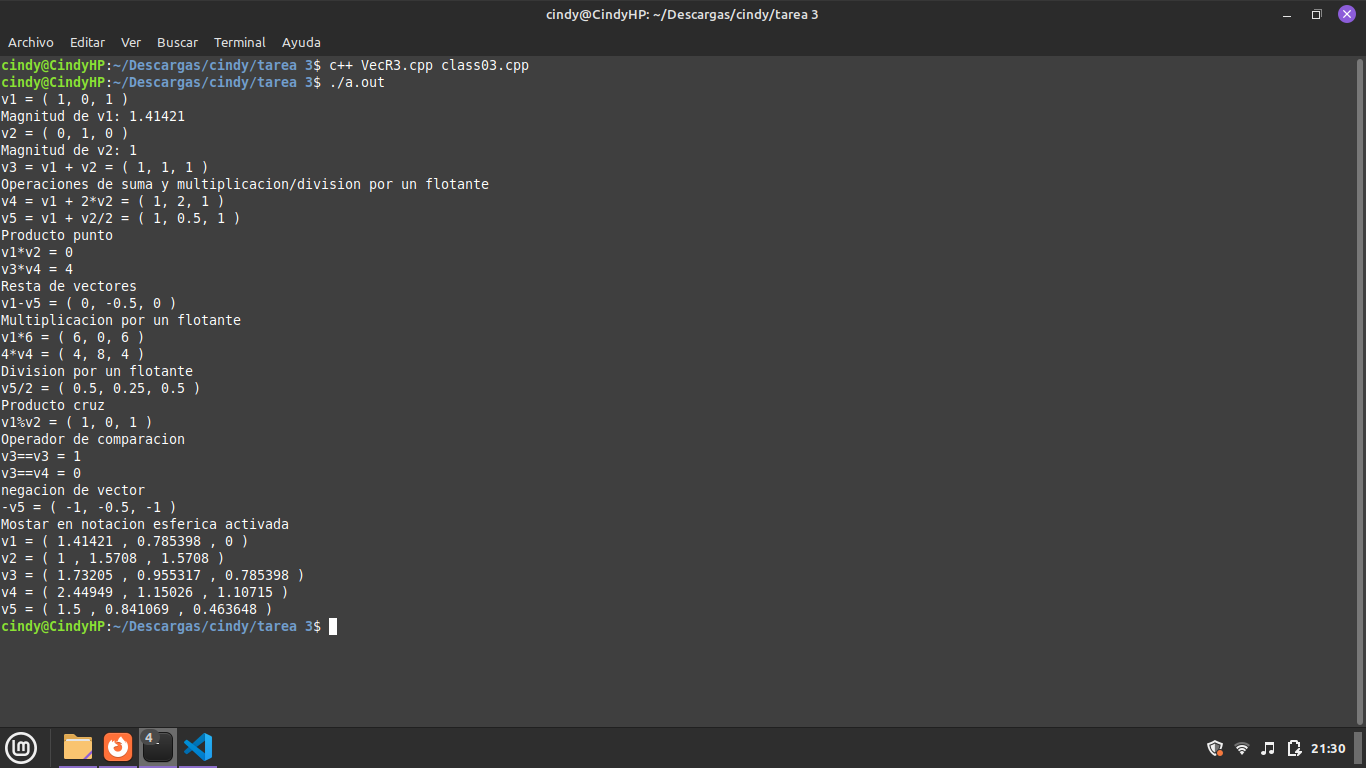 cindy@CindyHP: ~/Descargas/cindy/tarea 3
Archivo Editar Ver Buscar Terminal Ayuda
cindy@CindyHP:~/Descargas/cindy/tarea 3$ c++ VecR3.cpp class03.cpp
cindy@CindyHP:~/Descargas/cindy/tarea 3$ ./a.out
v1 = ( 1, 0, 1 )
Magnitud de v1: 1.41421
v2 = ( 0, 1, 0 )
Magnitud de v2: 1
v3 = v1 + v2 = ( 1, 1, 1 )
Operaciones de suma y multiplicacion/division por un flotante
v4 = v1 + 2*v2 = ( 1, 2, 1 )
v5 = v1 + v2/2 = ( 1, 0.5, 1 )
Producto punto
v1*v2 = 0
v3*v4 = 4
Resta de vectores
v1-v5 = ( 0, -0.5, 0 )
Multiplicacion por un flotante
v1*6 = ( 6, 0, 6 )
4*v4 = ( 4, 8, 4 )
Division por un flotante
v5/2 = ( 0.5, 0.25, 0.5 )
Producto cruz
v1%v2 = ( 1, 0, 1 )
Operador de comparacion
v3==v3 = 1
v3==v4 = 0
negacion de vector
-v5 = ( -1, -0.5, -1 )
Mostar en notacion esferica activada
v1 = ( 1.41421 , 0.785398 , 0 )
v2 = ( 1 , 1.5708 , 1.5708 )
v3 = ( 1.73205 , 0.955317 , 0.785398 )
v4 = ( 2.44949 , 1.15026 , 1.10715 )
v5 = ( 1.5 , 0.841069 , 0.463648 )
cindy@CindyHP:~/Descargas/cindy/tarea 3$
4
21:30